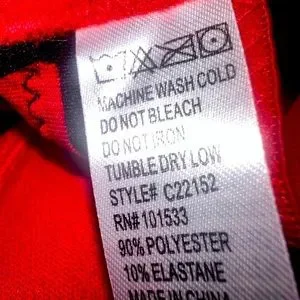 MACHINE WASH COLD
DO NOT BLEACH
DO NOT IRON
TUMBLE DRY LOW
STYLE# C22152
RN#101533
90% POLYESTER
10% ELASTANE
MADE IN CHINA